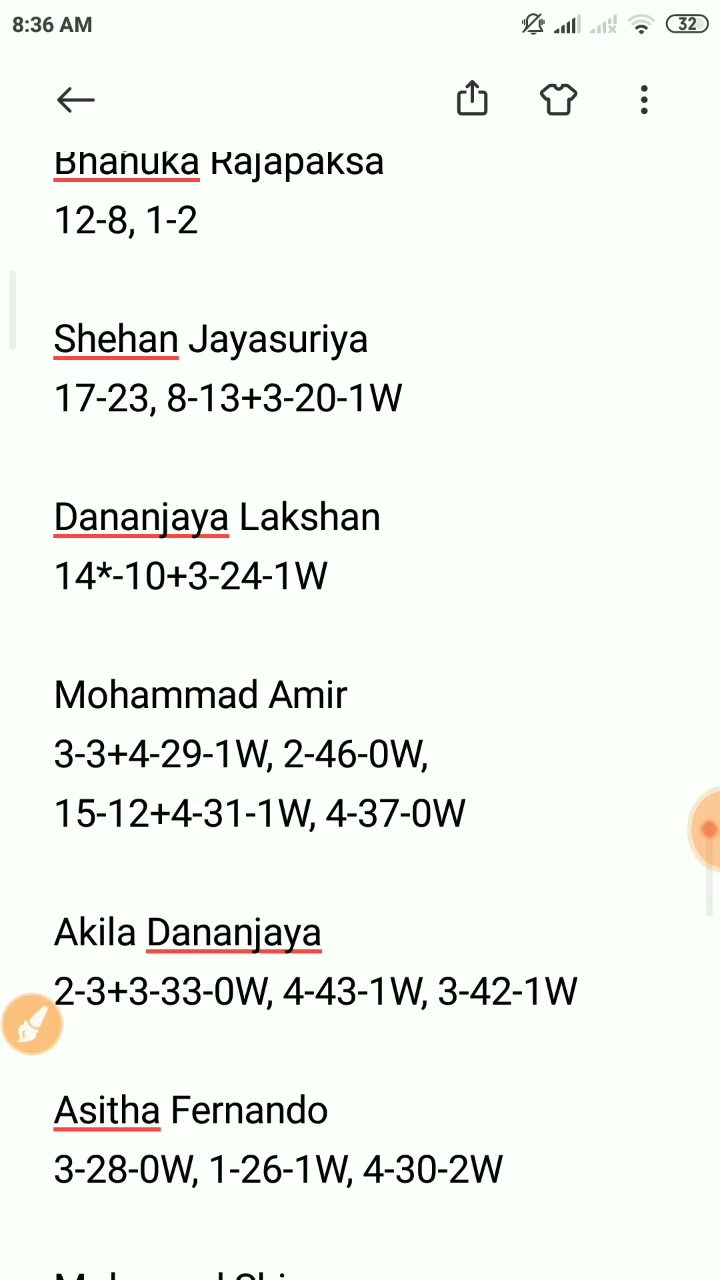 8:36 AM
32
Bhanuka Rajapaksa
12-8, 1-2
Shehan Jayasuriya
17-23, 8-13+3-20-1W
Dananjaya Lakshan
14*-10+3-24-1W
Mohammad Amir
3-3+4-29-1W, 2-46-0W,
15-12+4-31-1W, 4-37-0W
Akila Dananjaya
2-3+3-33-0W, 4-43-1W, 3-42-1W
Asitha Fernando
3-28-0W, 1-26-1W, 4-30-2W